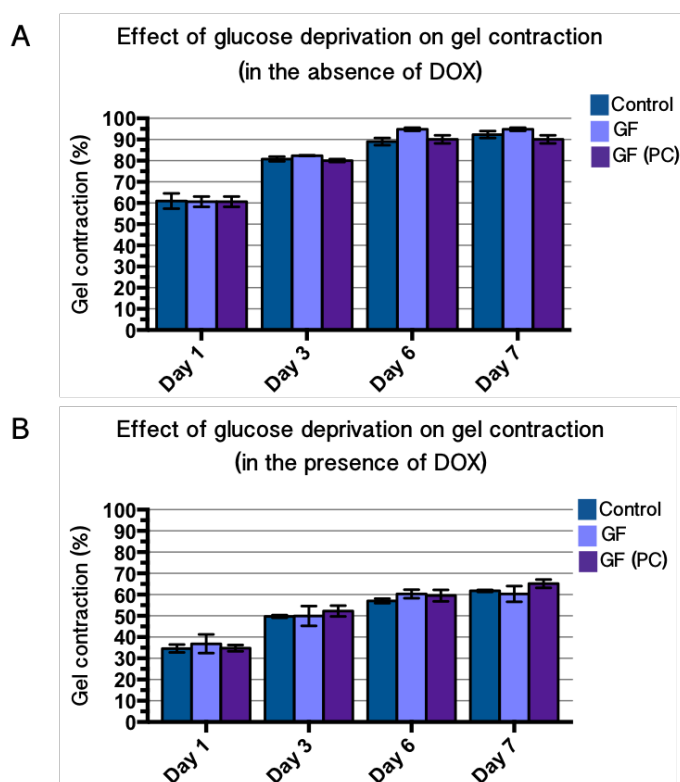 A
Effect of glucose deprivation on gel contraction
(in the absence of DOX)
Control
GF
GF (PC)
Gel contraction (%)
100
90
80
70
60
50
40
30
20
10
0
Day 1
Day 3
Day 6
Day 7
B
Effect of glucose deprivation on gel contraction
(in the presence of DOX)
Control
GF
GF (PC)
Gel contraction (%)
100
90
80
70
60
50
40
30
20
10
0
Day 1
Day 3
Day 6
Day 7